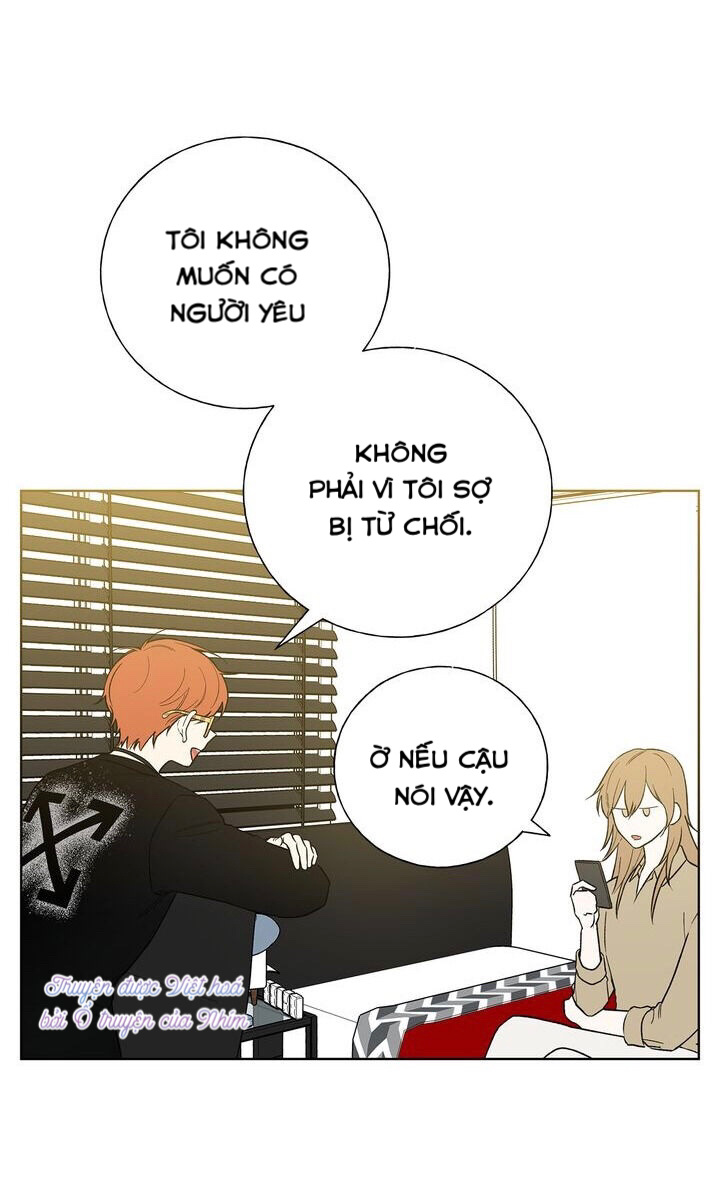 TÔI KHÔNG
MUỐN CÓ
NGƯỜI YÊU
KHÔNG
PHẢI VÌ TÔI SỢ
BỊ TỪ CHỐI.
Ờ NẾU CẬU
NÓI VẬY.
Truyện được Việt hoá
bởi Ổ truyện của Nhím